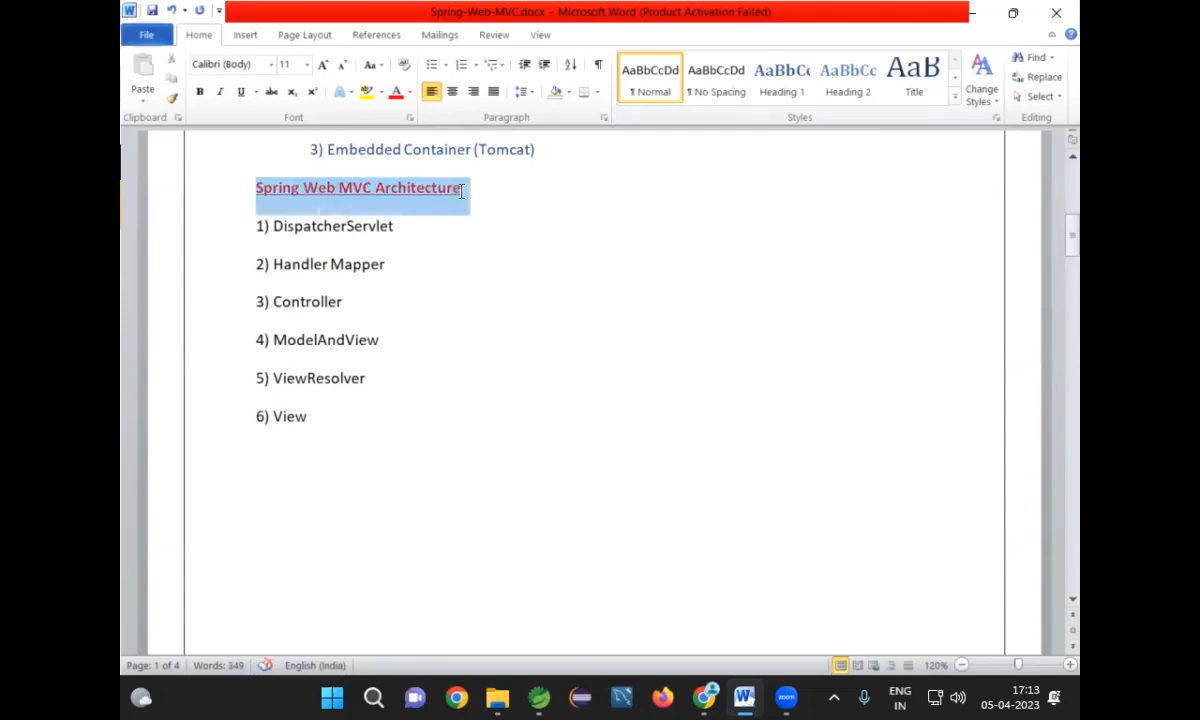 Spring-Web-MVC.docx - Microsoft Word (Product Activation Failed)
File Home Insert Page Layout References Mailings Review View
Paste
Calibri (Body) 11
AaBbCcDd AaBbCcDd AaBbCc AaBbCc AaB
¶ Normal ¶ No Spacing Heading 1 Heading 2 Title
Change Styles
Find
Replace
Select
Clipboard Font Paragraph Styles Editing
3) Embedded Container (Tomcat)
Spring Web MVC Architecture
1) DispatcherServlet
2) Handler Mapper
3) Controller
4) ModelAndView
5) ViewResolver
6) View
Page: 1 of 4 Words: 349 English (India) 120%
zoom
ENG
IN
17:13
05-04-2023